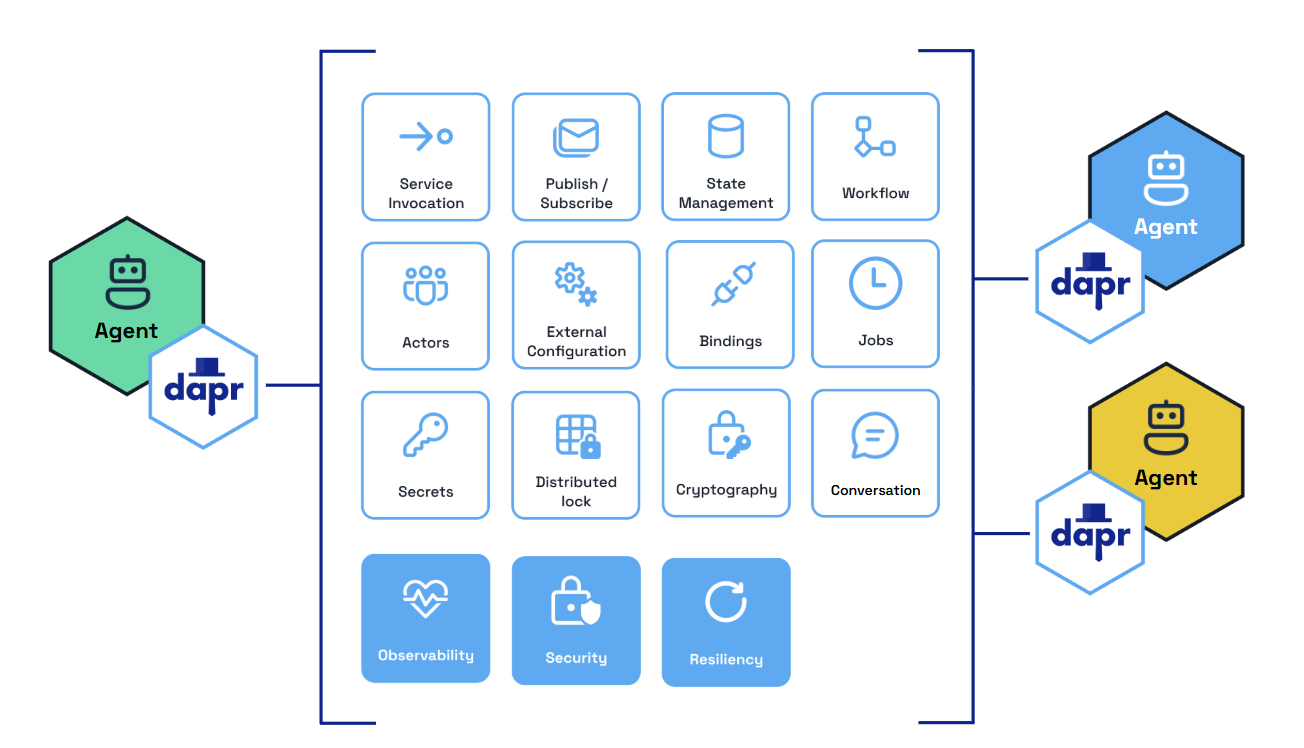 Service
Invocation
Publish /
Subscribe
State
Management
Workflow
Actors
External
Configuration
Bindings
Jobs
Secrets
Distributed
lock
Cryptography
Conversation
Observability
Security
Resiliency
Agent
dapr
Agent
dapr
Agent
dapr